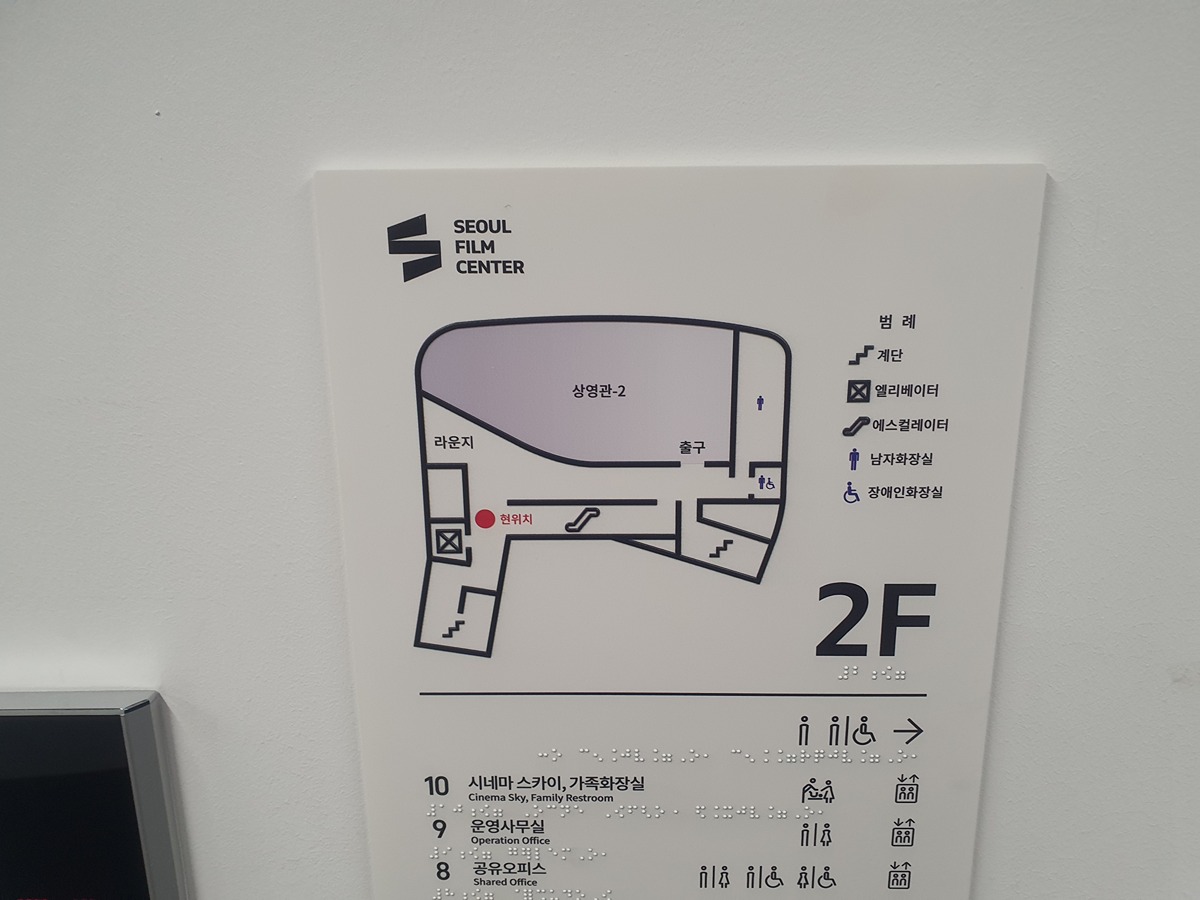 SEOUL
FILM
CENTER
상영관-2
출구
라운지
현위치
범 례
계단
엘리베이터
에스컬레이터
남자화장실
장애인화장실
2F
10 시네마 스카이, 가족화장실
Cinema Sky, Family Restroom
9 운영사무실
Operation Office
8 공유오피스
Shared Office